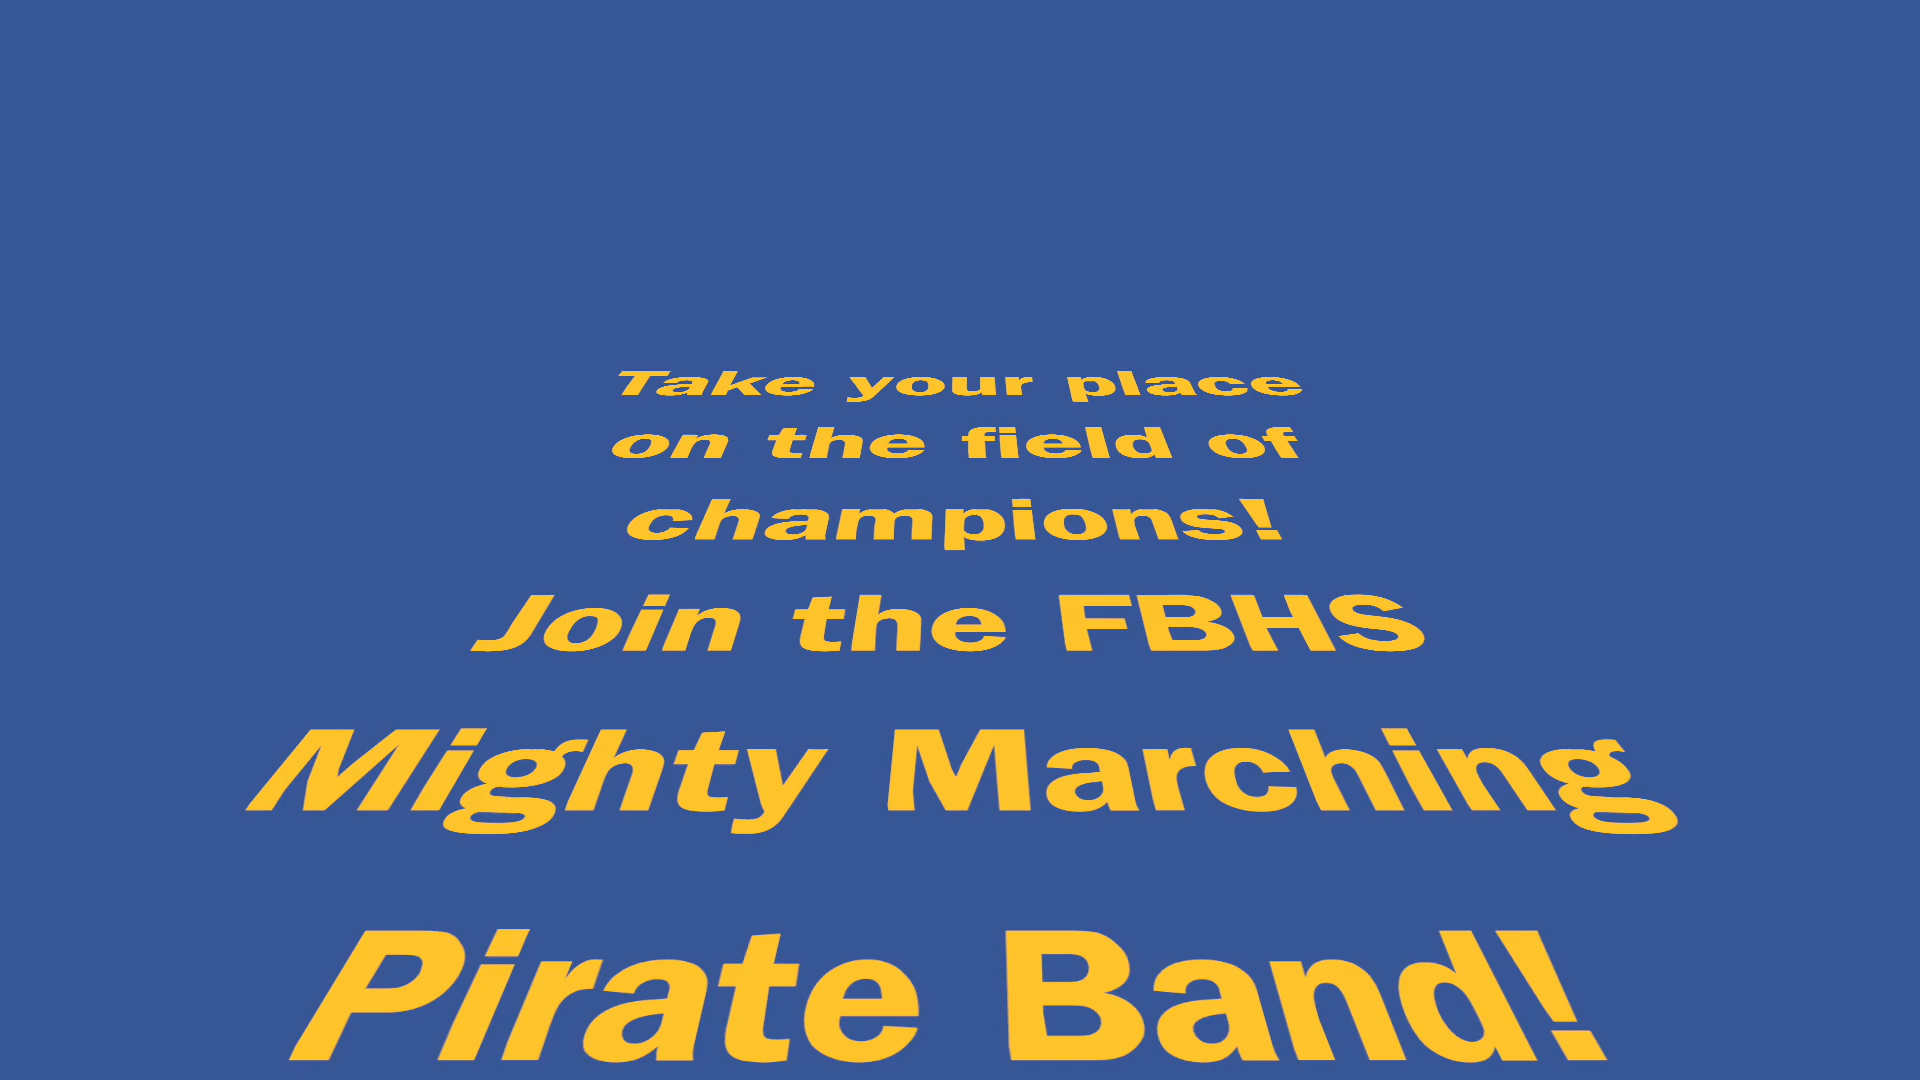 Take your place
on the field of
champions!
Join the FBHS
Mighty Marching
Pirate Band!